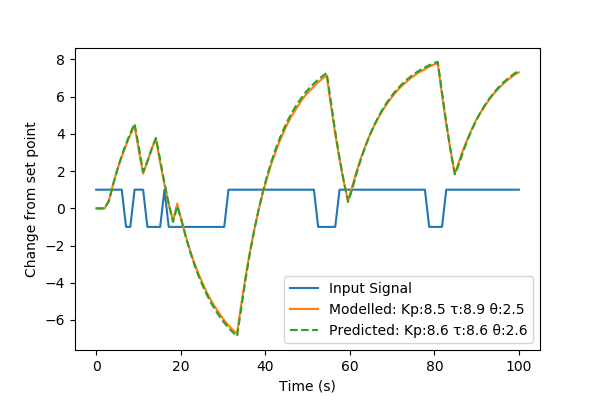 8
6
4
2
0
−2
−4
−6
Change from set point
Input Signal
Modelled: Kp:8.5 τ:8.9 θ:2.5
Predicted: Kp:8.6 τ:8.6 θ:2.6
0 20 40 60 80 100
Time (s)